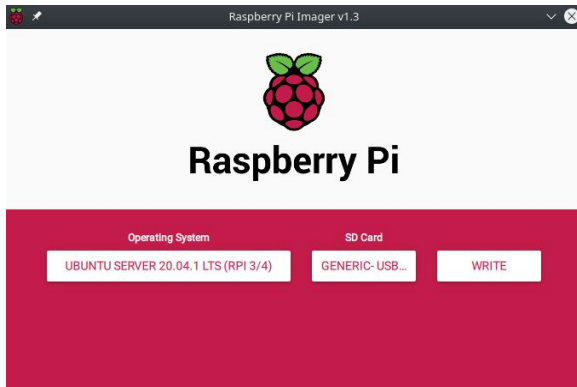 Raspberry Pi Imager v1.3
Raspberry Pi
Operating System
SD Card
UBUNTU SERVER 20.04.1 LTS (RPI 3/4)
GENERIC- USB...
WRITE